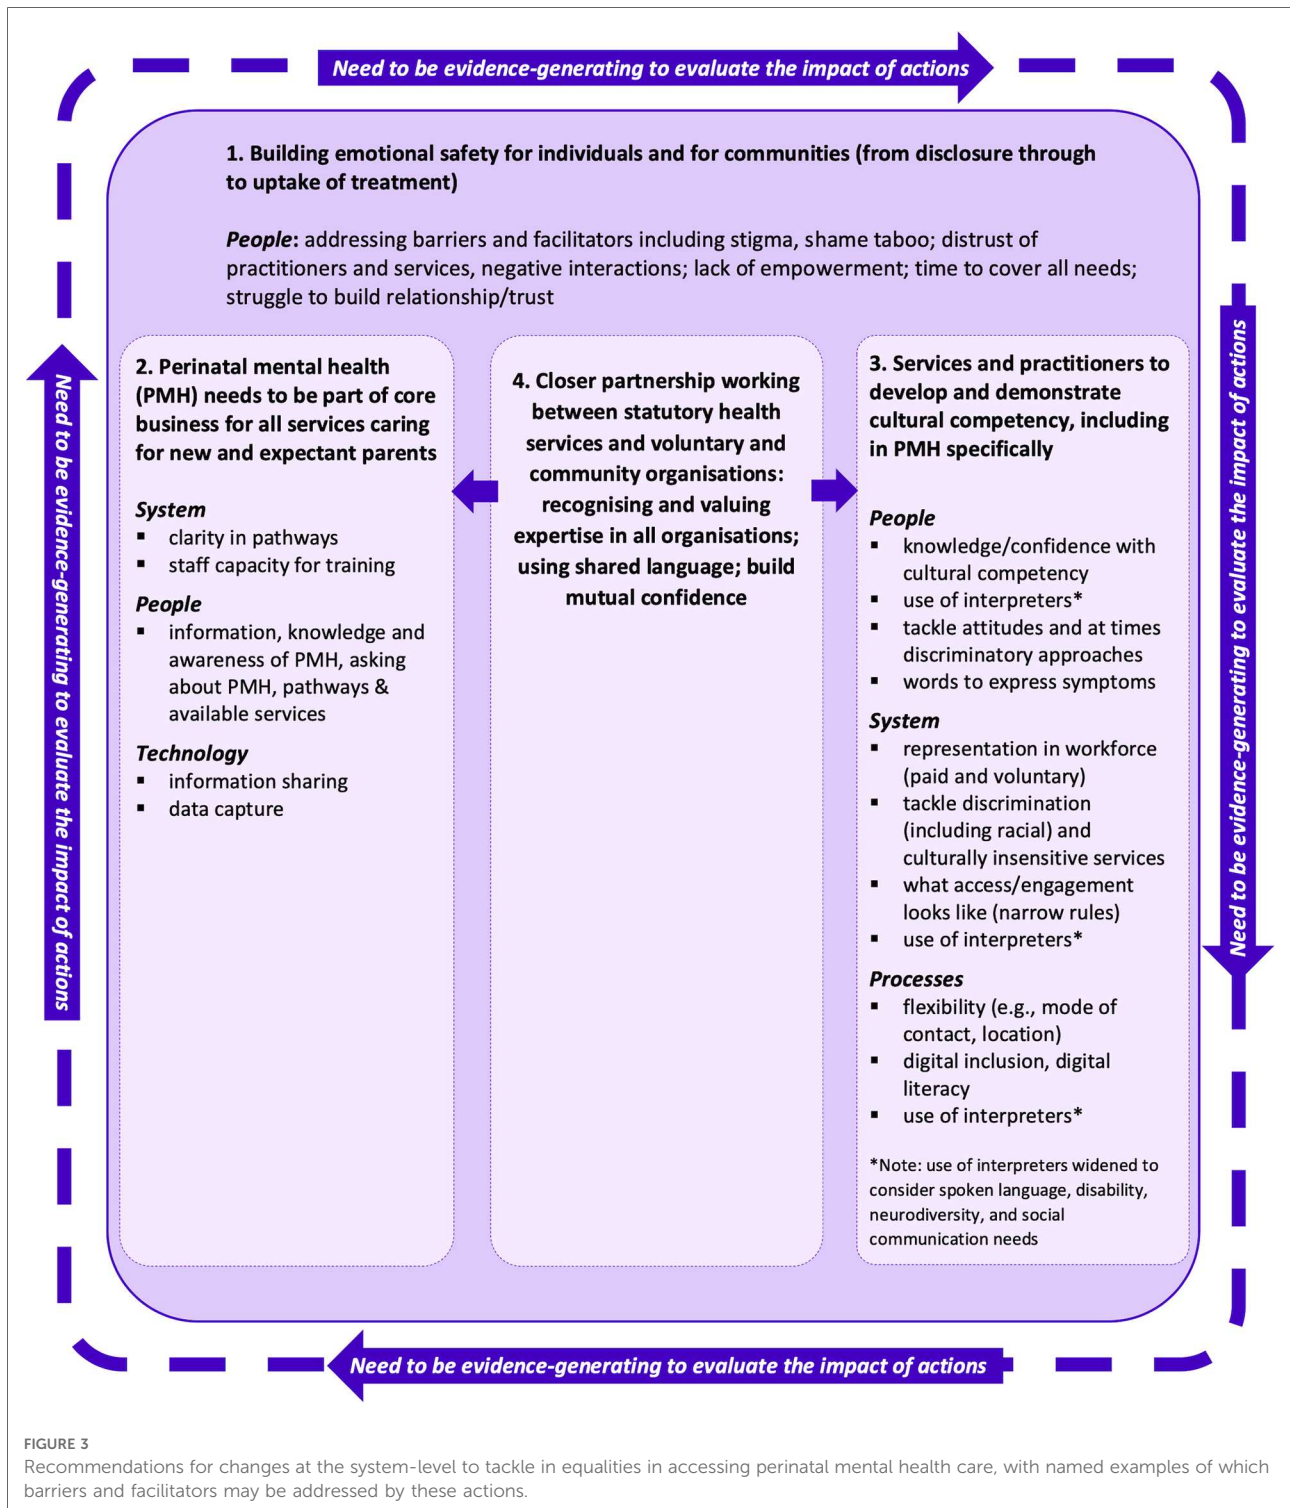 Need to be evidence-generating to evaluate the impact of actions
1. Building emotional safety for individuals and for communities (from disclosure through
to uptake of treatment)
People: addressing barriers and facilitators including stigma, shame taboo; distrust of
practitioners and services, negative interactions; lack of empowerment; time to cover all needs;
struggle to build relationship/trust
2. Perinatal mental health
(PMH) needs to be part of core
business for all services caring
for new and expectant parents
System
▪ clarity in pathways
▪ staff capacity for training
People
▪ information, knowledge and
awareness of PMH, asking
about PMH, pathways &
available services
Technology
▪ information sharing
▪ data capture
4. Closer partnership working
between statutory health
services and voluntary and
community organisations:
recognising and valuing
expertise in all organisations;
using shared language; build
mutual confidence
3. Services and practitioners to
develop and demonstrate
cultural competency, including
in PMH specifically
People
▪ knowledge/confidence with
cultural competency
▪ use of interpreters*
▪ tackle attitudes and at times
discriminatory approaches
▪ words to express symptoms
System
▪ representation in workforce
(paid and voluntary)
▪ tackle discrimination
(including racial) and
culturally insensitive services
▪ what access/engagement
looks like (narrow rules)
▪ use of interpreters*
Processes
▪ flexibility (e.g., mode of
contact, location)
▪ digital inclusion, digital
literacy
▪ use of interpreters*
*Note: use of interpreters widened to
consider spoken language, disability,
neurodiversity, and social
communication needs
Need to be evidence-generating to evaluate the impact of actions
Need to be evidence-generating to evaluate the impact of actions
Need to be evidence-generating to evaluate the impact of actions
FIGURE 3
Recommendations for changes at the system-level to tackle in equalities in accessing perinatal mental health care, with named examples of which
barriers and facilitators may be addressed by these actions.